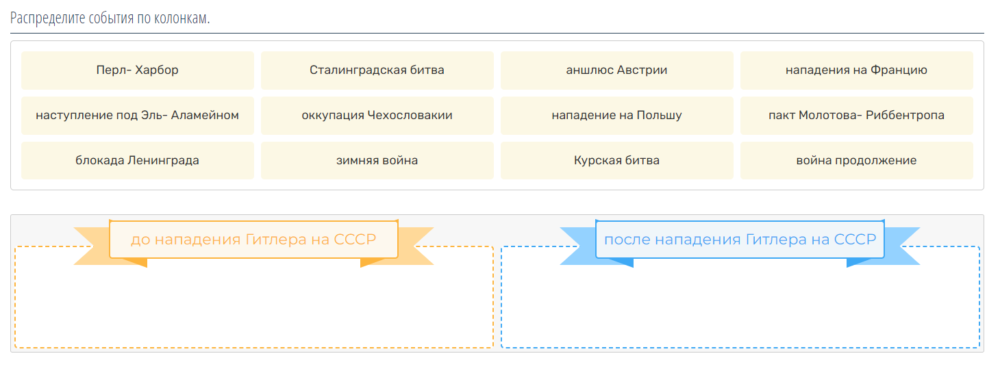 Распределите события по колонкам.
Перл- Харбор
Сталинградская битва
аншлюс Австрии
нападения на Францию
наступление под Эль- Аламейном
оккупация Чехословакии
нападение на Польшу
пакт Молотова- Риббентропа
блокада Ленинграда
зимняя война
Курская битва
война продолжение
до нападения Гитлера на СССР
после нападения Гитлера на СССР